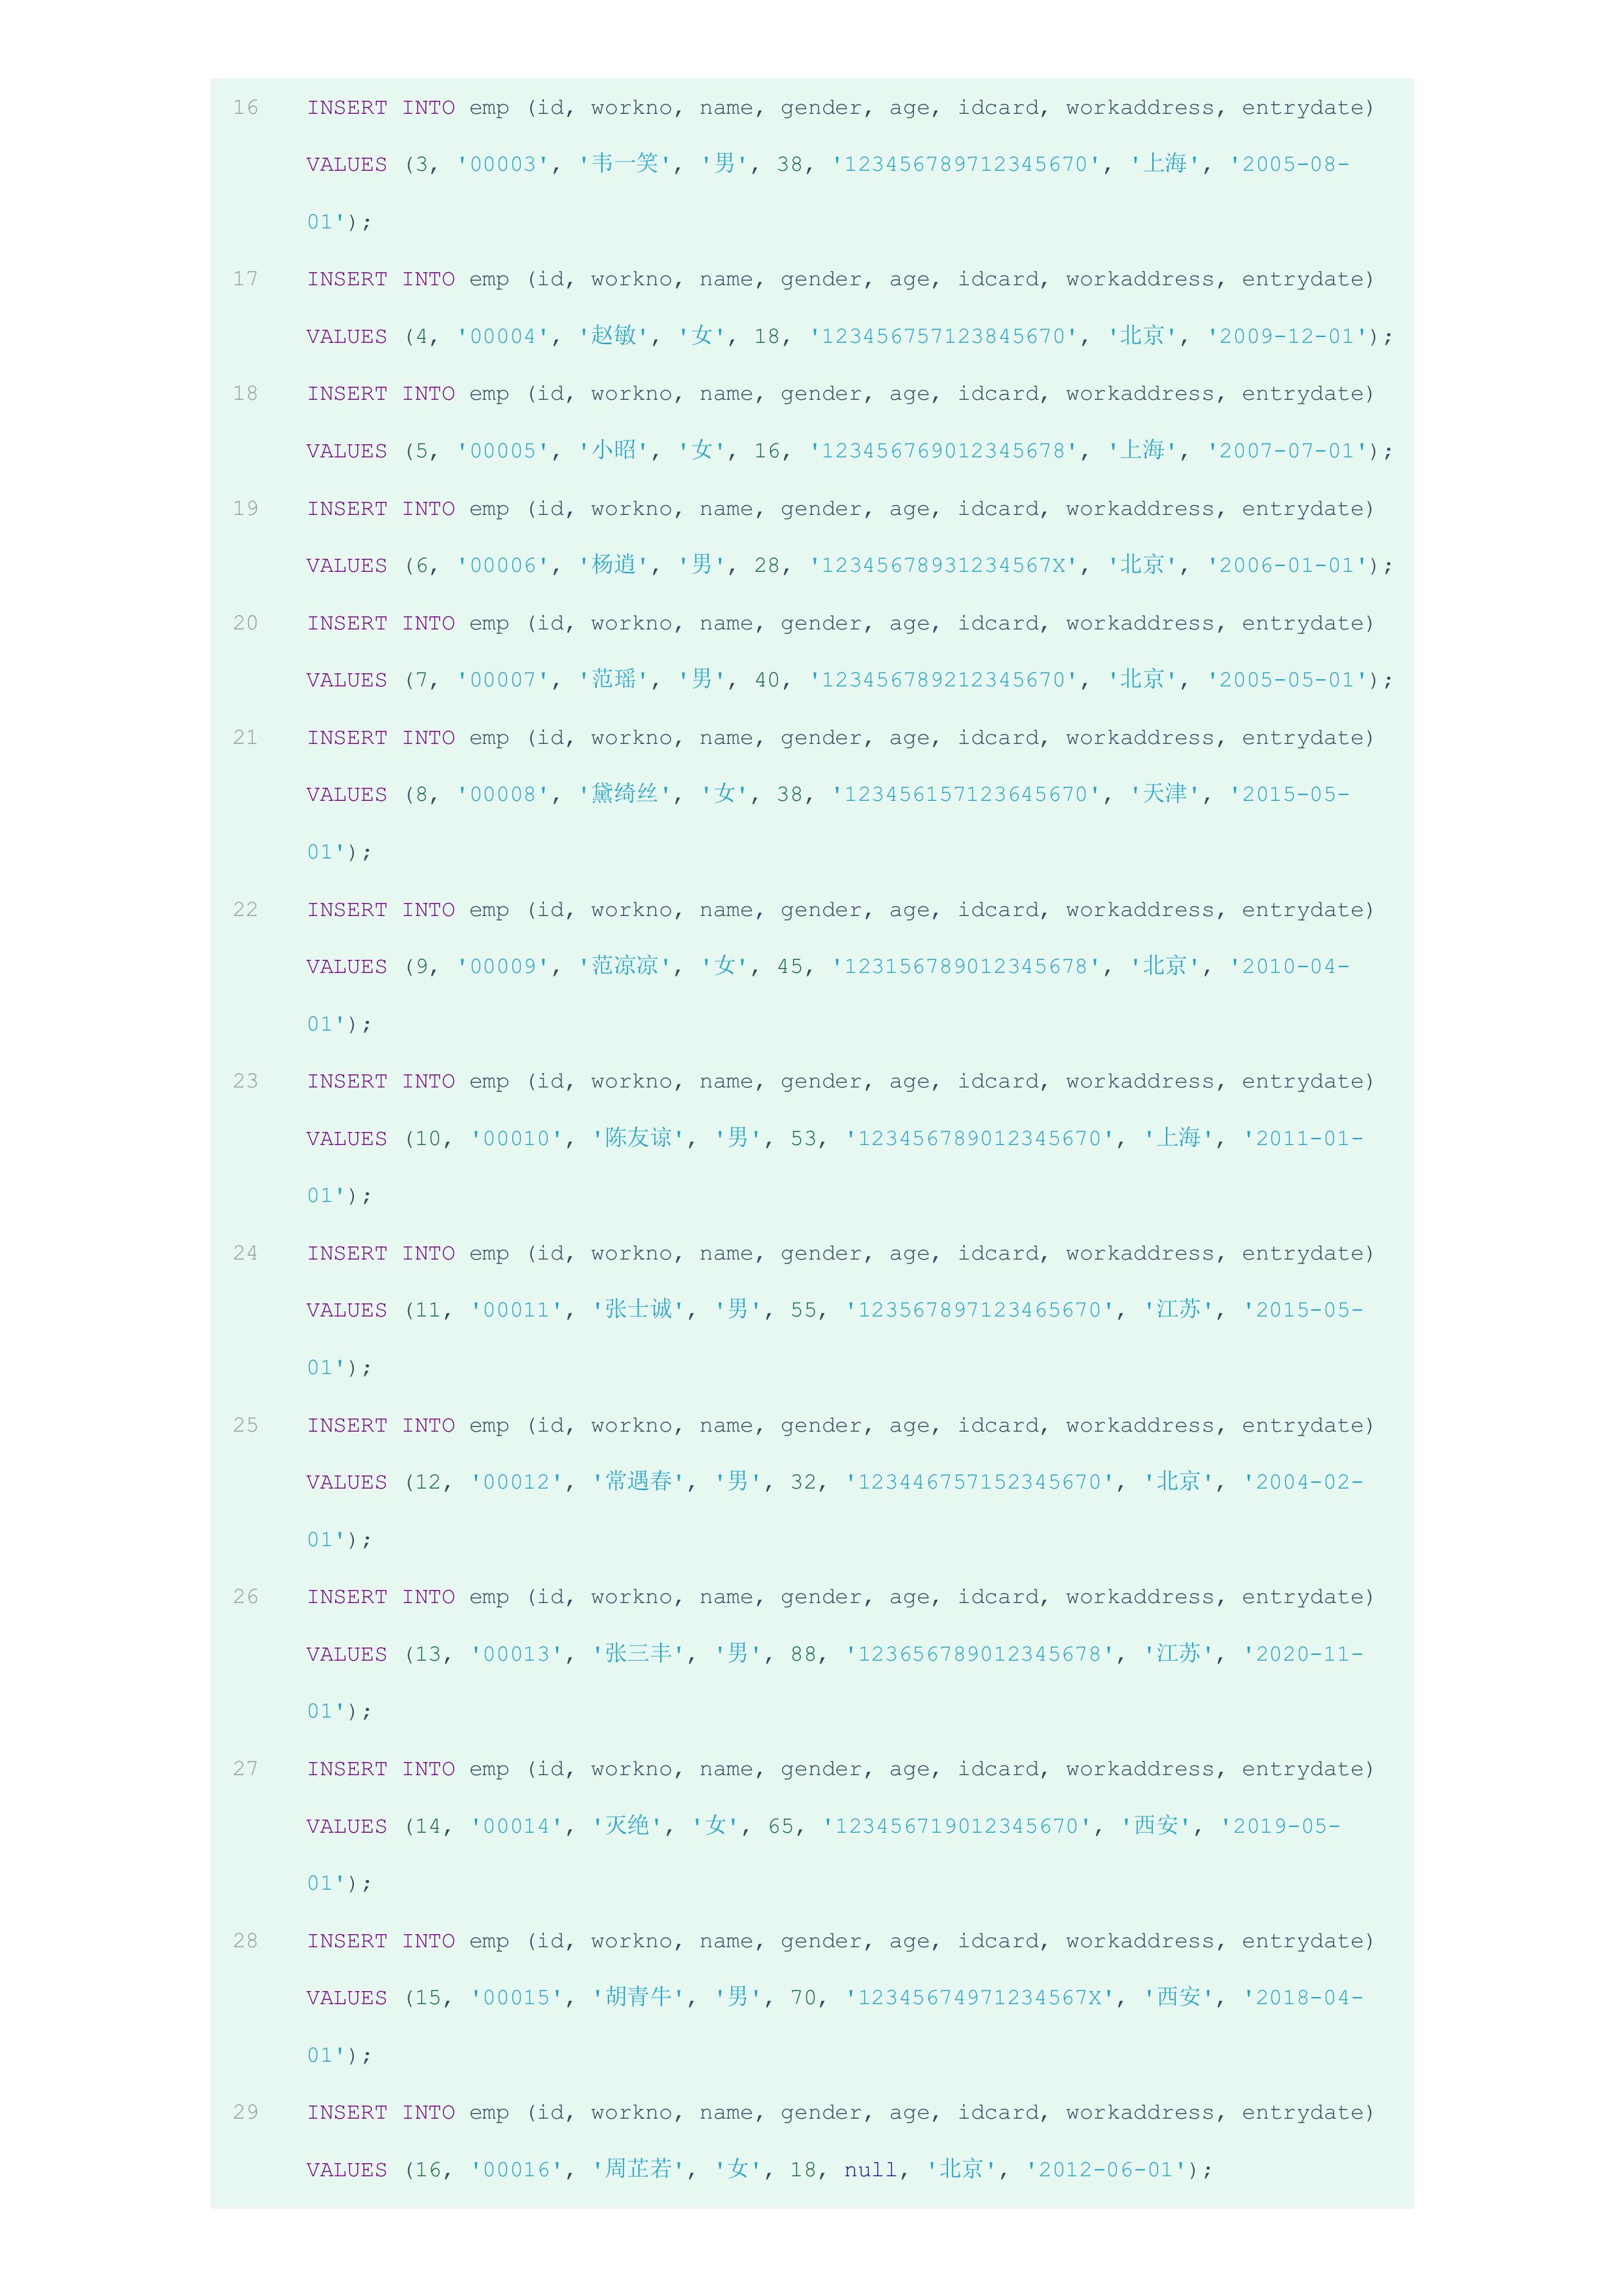 16 INSERT INTO emp (id, workno, name, gender, age, idcard, workaddress, entrydate)
VALUES (3, '00003', '韦一笑', '男', 38, '123456789712345670', '上海', '2005-08-
01');
17 INSERT INTO emp (id, workno, name, gender, age, idcard, workaddress, entrydate)
VALUES (4, '00004', '赵敏', '女', 18, '123456757123845670', '北京', '2009-12-01');
18 INSERT INTO emp (id, workno, name, gender, age, idcard, workaddress, entrydate)
VALUES (5, '00005', '小昭', '女', 16, '123456769012345678', '上海', '2007-07-01');
19 INSERT INTO emp (id, workno, name, gender, age, idcard, workaddress, entrydate)
VALUES (6, '00006', '杨逍', '男', 28, '12345678931234567X', '北京', '2006-01-01');
20 INSERT INTO emp (id, workno, name, gender, age, idcard, workaddress, entrydate)
VALUES (7, '00007', '范瑶', '男', 40, '123456789212345670', '北京', '2005-05-01');
21 INSERT INTO emp (id, workno, name, gender, age, idcard, workaddress, entrydate)
VALUES (8, '00008', '黛绮丝', '女', 38, '123456157123645670', '天津', '2015-05-
01');
22 INSERT INTO emp (id, workno, name, gender, age, idcard, workaddress, entrydate)
VALUES (9, '00009', '范凉凉', '女', 45, '123156789012345678', '北京', '2010-04-
01');
23 INSERT INTO emp (id, workno, name, gender, age, idcard, workaddress, entrydate)
VALUES (10, '00010', '陈友谅', '男', 53, '123456789012345670', '上海', '2011-01-
01');
24 INSERT INTO emp (id, workno, name, gender, age, idcard, workaddress, entrydate)
VALUES (11, '00011', '张士诚', '男', 55, '123567897123465670', '江苏', '2015-05-
01');
25 INSERT INTO emp (id, workno, name, gender, age, idcard, workaddress, entrydate)
VALUES (12, '00012', '常遇春', '男', 32, '123446757152345670', '北京', '2004-02-
01');
26 INSERT INTO emp (id, workno, name, gender, age, idcard, workaddress, entrydate)
VALUES (13, '00013', '张三丰', '男', 88, '123656789012345678', '江苏', '2020-11-
01');
27 INSERT INTO emp (id, workno, name, gender, age, idcard, workaddress, entrydate)
VALUES (14, '00014', '灭绝', '女', 65, '123456719012345670', '西安', '2019-05-
01');
28 INSERT INTO emp (id, workno, name, gender, age, idcard, workaddress, entrydate)
VALUES (15, '00015', '胡青牛', '男', 70, '12345674971234567X', '西安', '2018-04-
01');
29 INSERT INTO emp (id, workno, name, gender, age, idcard, workaddress, entrydate)
VALUES (16, '00016', '周芷若', '女', 18, null, '北京', '2012-06-01');